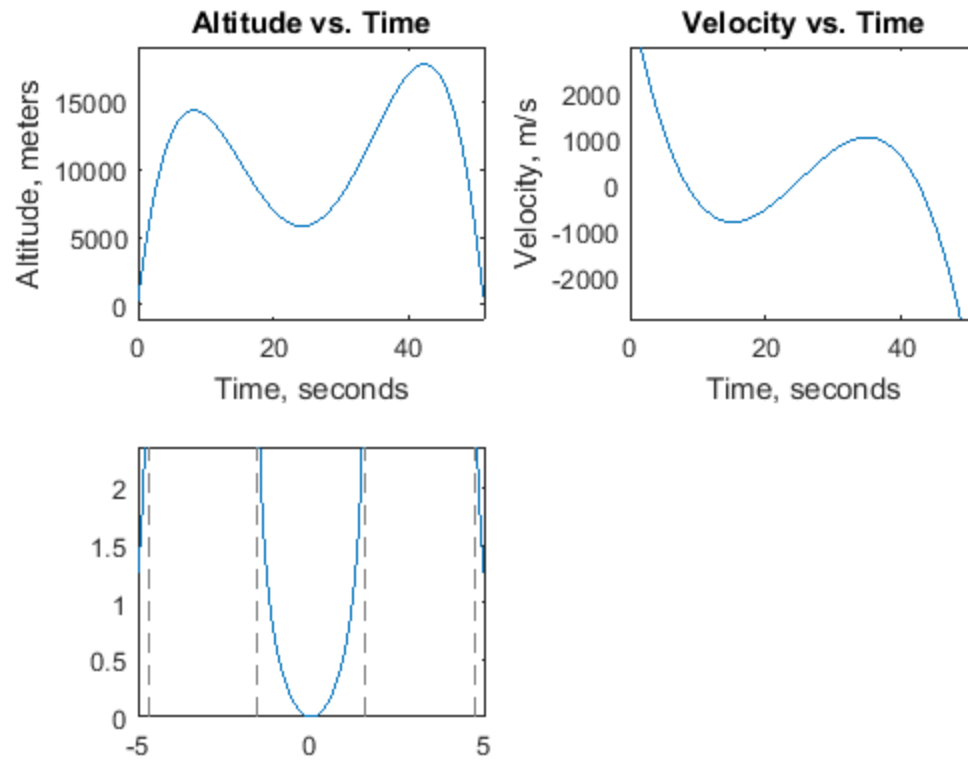 Altitude vs. Time
Altitude, meters
15000
10000
5000
0
0 20 40
Time, seconds
Velocity vs. Time
Velocity, m/s
2000
1000
0
-1000
-2000
0 20 40
Time, seconds
2
1.5
1
0.5
0
-5 0 5